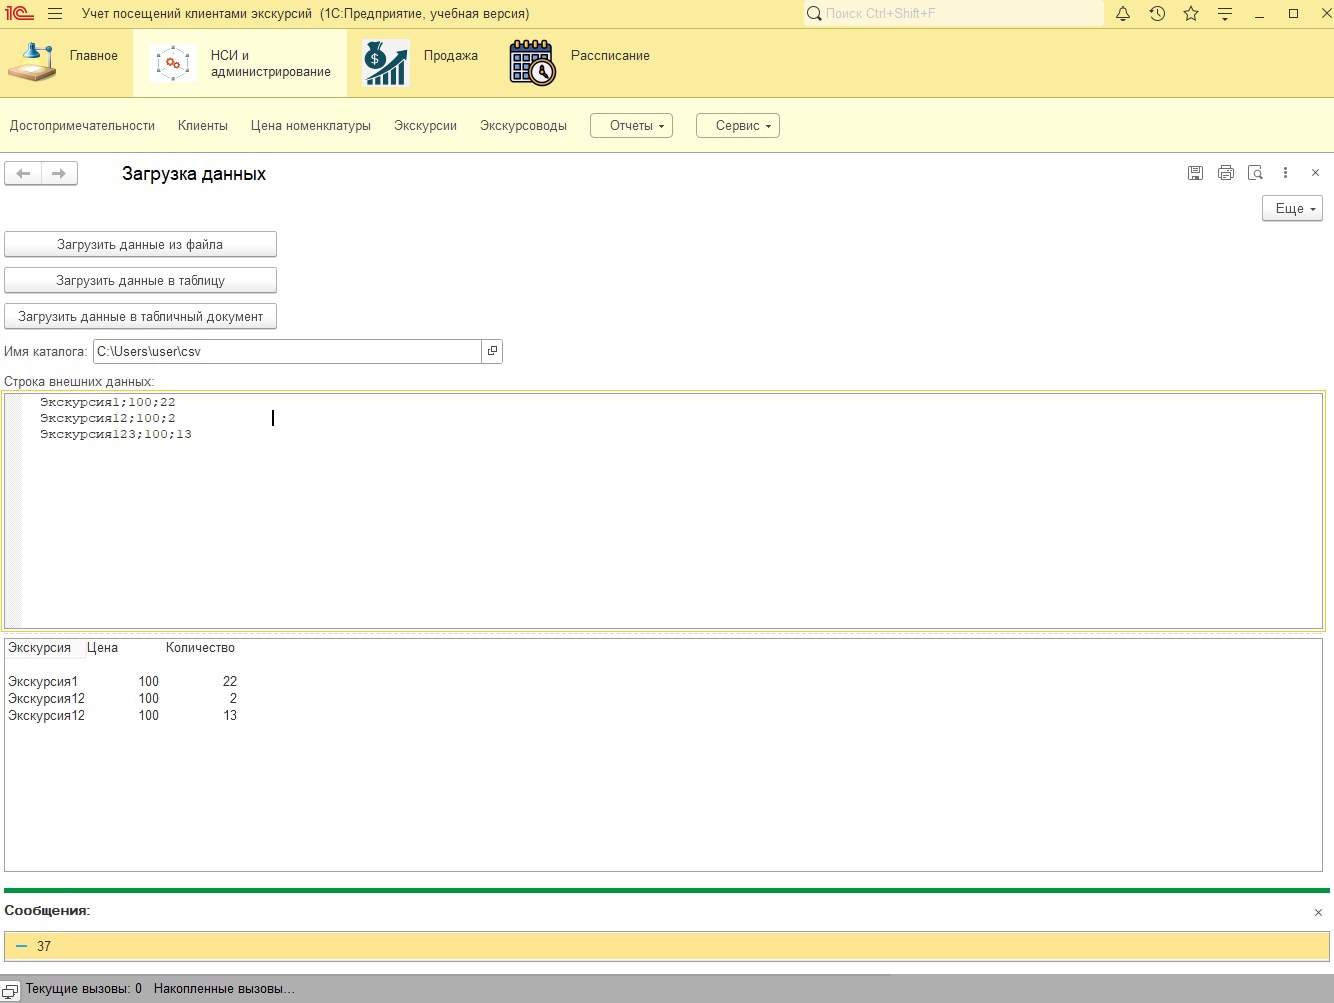 1С Учет посещений клиентами экскурсий (1С:Предприятие, учебная версия) Поиск Ctrl+Shift+F
Главное НСИ и администрирование Продажа Рассписание
Достопримечательности Клиенты Цена номенклатуры Экскурсии Экскурсоводы Отчеты Сервис
Загрузка данных
Еще
Загрузить данные из файла
Загрузить данные в таблицу
Загрузить данные в табличный документ
Имя каталога: C:\Users\user\csv
Строка внешних данных:
Экскурсия1;100;22
Экскурсия12;100;2
Экскурсия123;100;13
Экскурсия Цена Количество
Экскурсия1 100 22
Экскурсия12 100 2
Экскурсия12 100 13
Сообщения:
37
Текущие вызовы: 0 Накопленные вызовы...